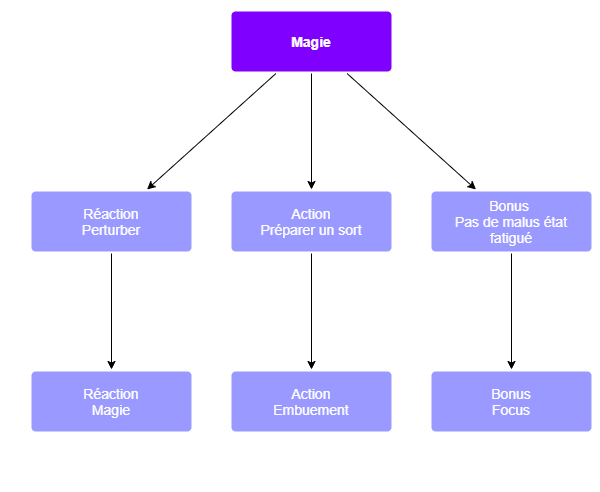 Magie
Réaction
Perturber
Action
Préparer un sort
Bonus
Pas de malus état
fatigué
Réaction
Magie
Action
Embuement
Bonus
Focus